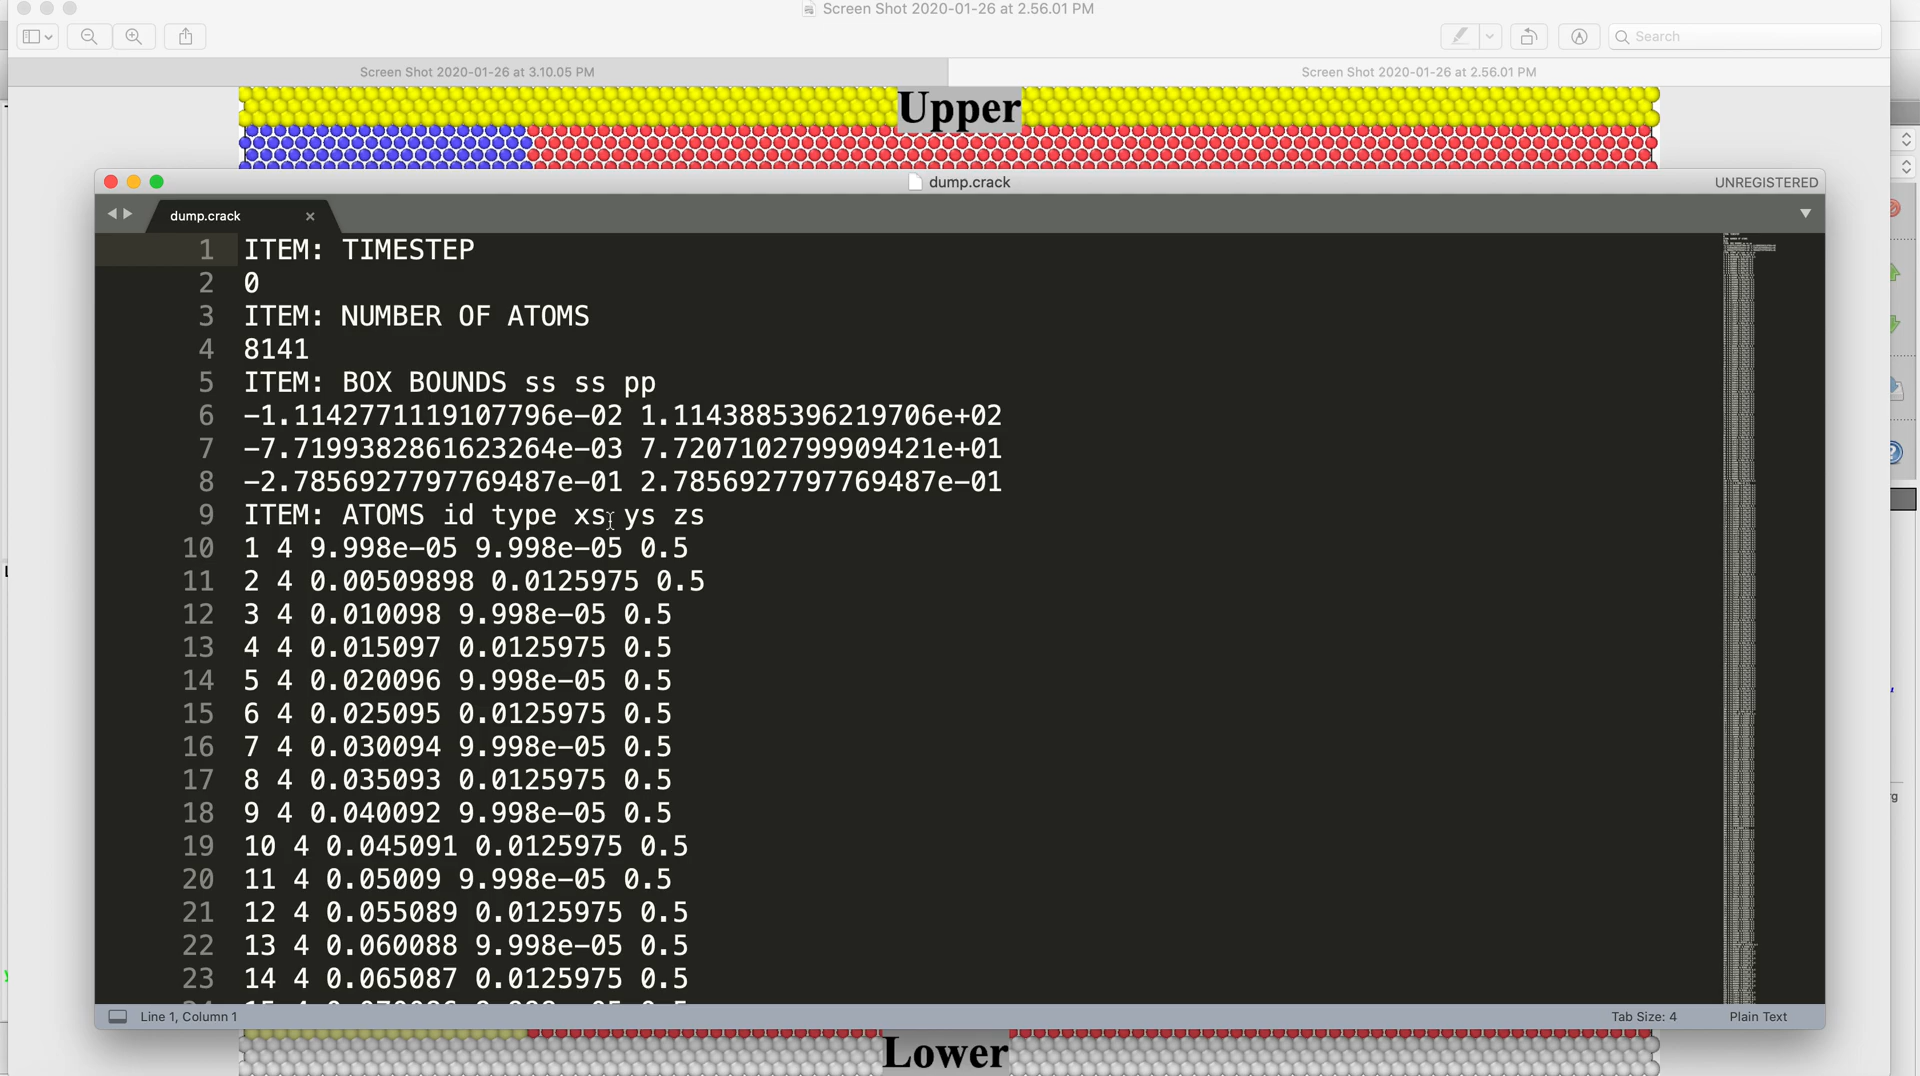 Screen Shot 2020-01-26 at 2.56.01 PM
Search
Screen Shot 2020-01-26 at 3.10.05 PM
Screen Shot 2020-01-26 at 2.56.01 PM
Upper
dump.crack
UNREGISTERED
dump.crack
1 ITEM: TIMESTEP
2 0
3 ITEM: NUMBER OF ATOMS
4 8141
5 ITEM: BOX BOUNDS ss ss pp
6 -1.1142771119107796e-02 1.1143885396219706e+02
7 -7.7199382861623264e-03 7.7207102799909421e+01
8 -2.7856927797769487e-01 2.7856927797769487e-01
9 ITEM: ATOMS id type xs ys zs
10 1 4 9.998e-05 9.998e-05 0.5
11 2 4 0.00509898 0.0125975 0.5
12 3 4 0.010098 9.998e-05 0.5
13 4 4 0.015097 0.0125975 0.5
14 5 4 0.020096 9.998e-05 0.5
15 6 4 0.025095 0.0125975 0.5
16 7 4 0.030094 9.998e-05 0.5
17 8 4 0.035093 0.0125975 0.5
18 9 4 0.040092 9.998e-05 0.5
19 10 4 0.045091 0.0125975 0.5
20 11 4 0.05009 9.998e-05 0.5
21 12 4 0.055089 0.0125975 0.5
22 13 4 0.060088 9.998e-05 0.5
23 14 4 0.065087 0.0125975 0.5
Line 1, Column 1
Tab Size: 4
Plain Text
Lower